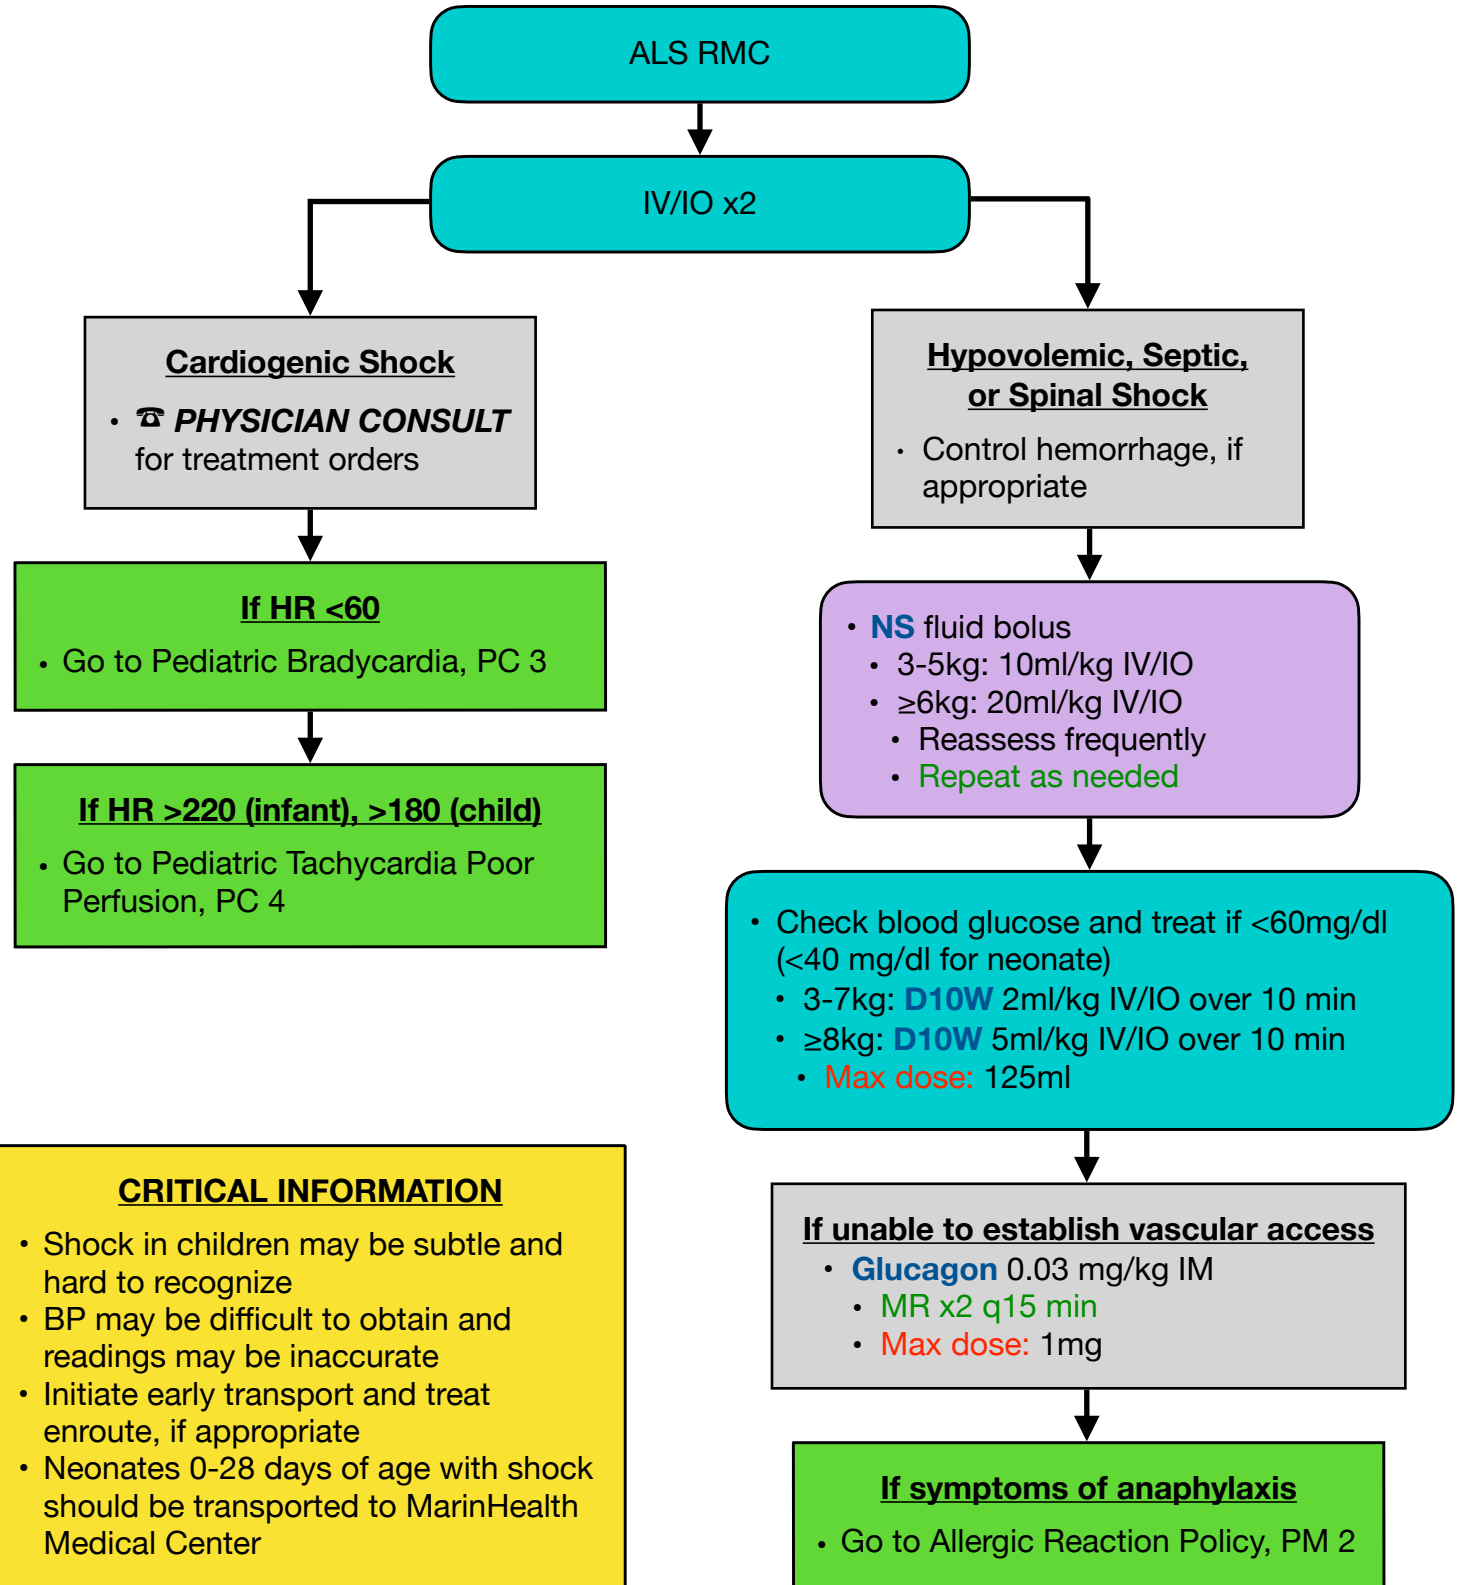 ALS RMC
IV/IO x2
Cardiogenic Shock
• ☎ PHYSICIAN CONSULT
for treatment orders
If HR <60
• Go to Pediatric Bradycardia, PC 3
If HR >220 (infant), >180 (child)
• Go to Pediatric Tachycardia Poor
Perfusion, PC 4
Hypovolemic, Septic,
or Spinal Shock
• Control hemorrhage, if
appropriate
• NS fluid bolus
• 3-5kg: 10ml/kg IV/IO
• ≥6kg: 20ml/kg IV/IO
• Reassess frequently
• Repeat as needed
• Check blood glucose and treat if <60mg/dl
(<40 mg/dl for neonate)
• 3-7kg: D10W 2ml/kg IV/IO over 10 min
• ≥8kg: D10W 5ml/kg IV/IO over 10 min
• Max dose: 125ml
If unable to establish vascular access
• Glucagon 0.03 mg/kg IM
• MR x2 q15 min
• Max dose: 1mg
If symptoms of anaphylaxis
• Go to Allergic Reaction Policy, PM 2
CRITICAL INFORMATION
• Shock in children may be subtle and
hard to recognize
• BP may be difficult to obtain and
readings may be inaccurate
• Initiate early transport and treat
enroute, if appropriate
• Neonates 0-28 days of age with shock
should be transported to MarinHealth
Medical Center